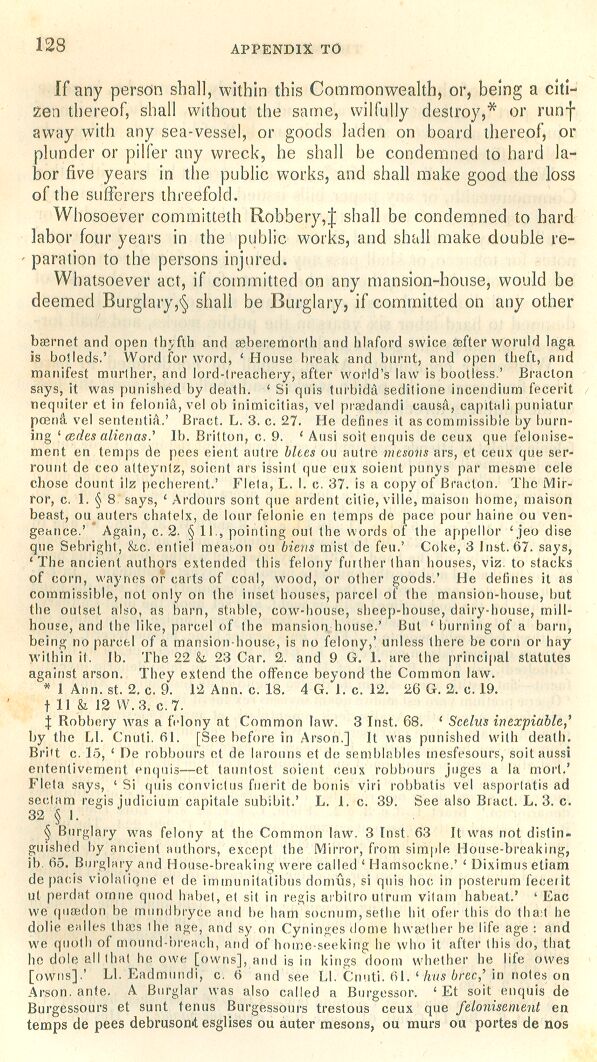 128
APPENDIX TO
If any person shall, within this Commonwealth, or, being a citi-
zen thereof, shall without the same, wilfully destroy,* or run†
away with any sea-vessel, or goods laden on board thereof, or
plunder or pilfer any wreck, he shall be condemned to hard la-
bor five years in the public works, and shall make good the loss
of the sufferers threefold.
Whosoever committeth Robbery,‡ shall be condemned to hard
labor four years in the public works, and shall make double re-
paration to the persons injured.
Whatsoever act, if committed on any mansion-house, would be
deemed Burglary,§ shall be Burglary, if committed on any other
bærnet and open thyfth and æberemorth and hlaford swice æfter woruld laga
is botleds.' Word for word, 'House break and burnt, and open theft, and
manifest murther, and lord-treachery, after world's law is bootless.' Bracton
says, it was punished by death. 'Si quis turbidâ seditione incendium fecerit
nequiter et in feloniâ, vel ob inimicitias, vel prædandi causâ, capitali puniatur
pœnâ vel sententiâ.' Bract. L. 3. c. 27. He defines it as commissible by burn-
ing 'ædes alienas.' Ib. Britton, c. 9. 'Ausi soit enquis de ceux que felonise-
ment en temps de pees eient autre blees ou autre mesons ars, et ceux que ser-
rount de ceo atteyntz, soient ars issint que eux soient punys par mesme cele
chose dount ilz pecherent.' Fleta, L. 1. c. 37. is a copy of Bracton. The Mir-
ror, c. 1. § 8 says, 'Ardours sont que ardent citie, ville, maison home, maison
beast, ou auters chatelx, de lour felonie en temps de pace pour haine ou ven-
geance.' Again, c. 2. § 11., pointing out the words of the appellor 'jeo dise
que Sebright, &c. entiel meason ou biens mist de feu.' Coke, 3 Inst. 67. says,
'The ancient authors extended this felony further than houses, viz. to stacks
of corn, waynes or carts of coal, wood, or other goods.' He defines it as
commissible, not only on the inset houses, parcel of the mansion-house, but
the outset also, as barn, stable, cow-house, sheep-house, dairy-house, mill-
house, and the like, parcel of the mansion house.' But 'burning of a barn,
being no parcel of a mansion-house, is no felony,' unless there be corn or hay
within it. Ib. The 22 & 23 Car. 2. and 9 G. 1. are the principal statutes
against arson. They extend the offence beyond the Common law.
* 1 Ann. st. 2. c. 9. 12 Ann. c. 18. 4 G. 1. c. 12. 26 G. 2. c. 19.
† 11 & 12 W. 3. c. 7.
‡ Robbery was a felony at Common law. 3 Inst. 68. 'Scelus inexpiable,'
by the Ll. Cnuti. 61. [See before in Arson.] It was punished with death.
Britt c. 15, 'De robbours et de larouns et de semblables mesfesours, soit aussi
ententivement enquis—et tauntost soient ceux robbours juges a la mort.'
Fleta says, 'Si quis convictus fuerit de bonis viri robbatis vel asportatis ad
sectam regis judicium capitale subibit.' L. 1. c. 39. See also Bract. L. 3. c.
32 § 1.
§ Burglary was felony at the Common law. 3 Inst. 63 It was not distin-
guished by ancient authors, except the Mirror, from simple House-breaking,
ib. 65. Burglary and House-breaking were called 'Hamsockne.' 'Diximus etiam
de pacis violatione et de immunitatibus domûs, si quis hoc in posterum fecerit
ut perdat omne quod habet, et sit in regis arbitro utrum vitam habeat.' 'Eac
we quædon be mundbryce and be ham socnum, sethe hit ofer this do thæt he
dolie ealles thæs the age, and sy on Cyninges dome hwæther he life age: and
we quoth of mound-breach, and of home-seeking he who it after this do, that
he dole all that he owe [owns], and is in kings doom whether he life owes
[owns].' Ll. Eadmundi, c. 6 and see Ll. Cnuti. 61. 'hus brec,' in notes on
Arson. ante. A Burglar was also called a Burgessor. 'Et soit enquis de
Burgessours et sunt tenus Burgessours trestous ceux que felonisement en
temps de pees debrusont esglises ou auter mesons, ou murs ou portes de nos